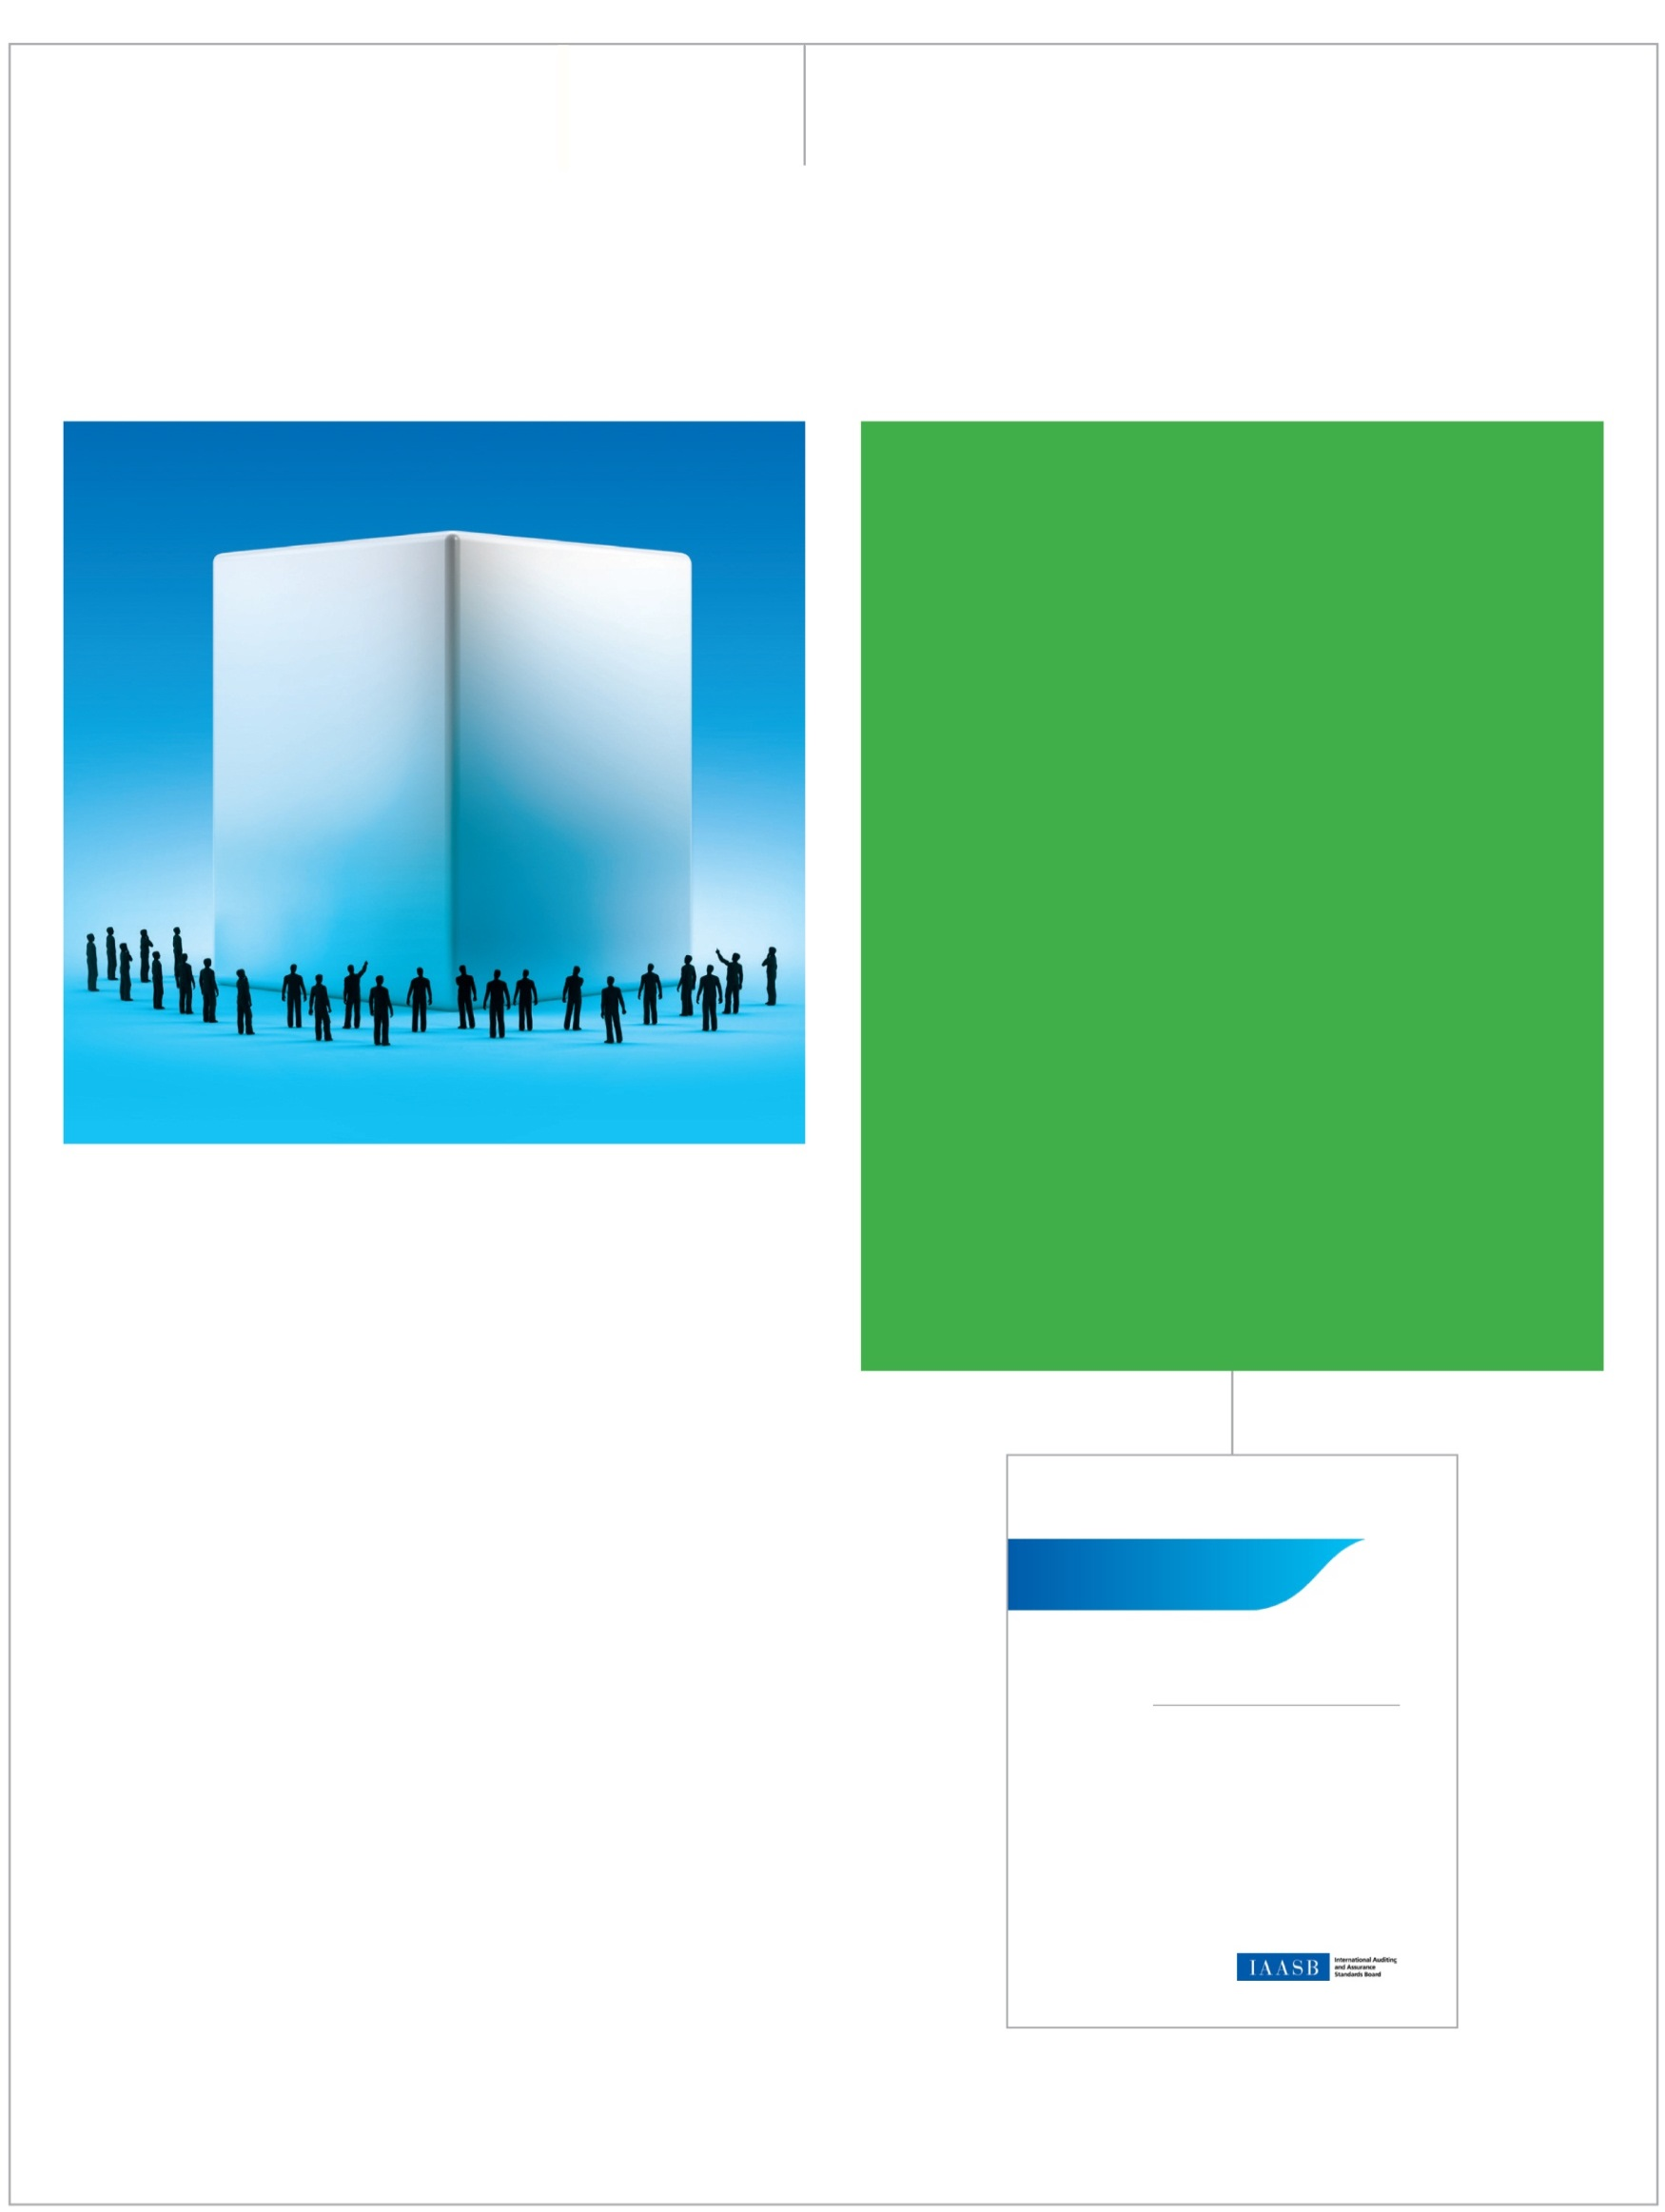 IAASB
International Auditing
and Assurance
Standards Board